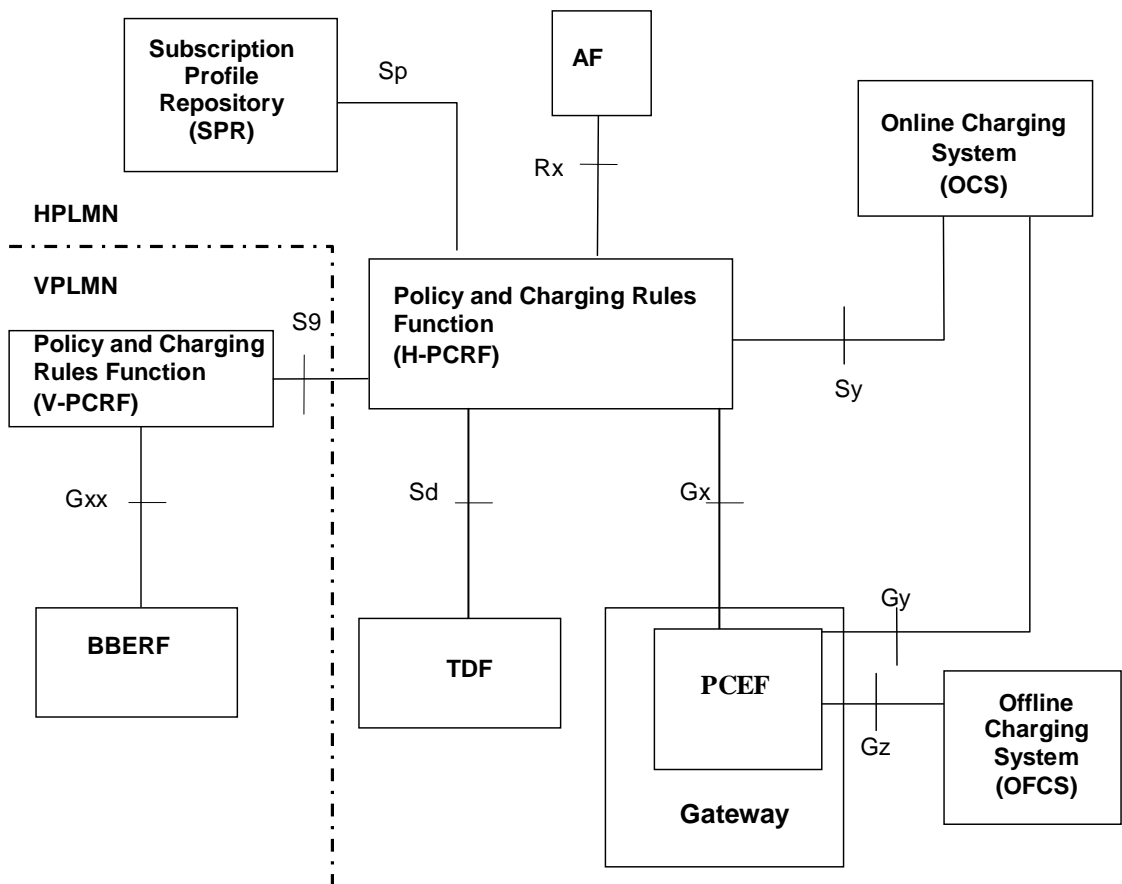 Subscription
Profile
Repository
(SPR)
Sp
AF
Rx
Online Charging
System
(OCS)
HPLMN
VPLMN
S9
Policy and Charging Rules
Function
(H-PCRF)
Policy and Charging
Rules Function
(V-PCRF)
Sy
Gxx
Sd
Gx
Gy
BBERF
TDF
PCEF
Gz
Offline
Charging
System
(OFCS)
Gateway